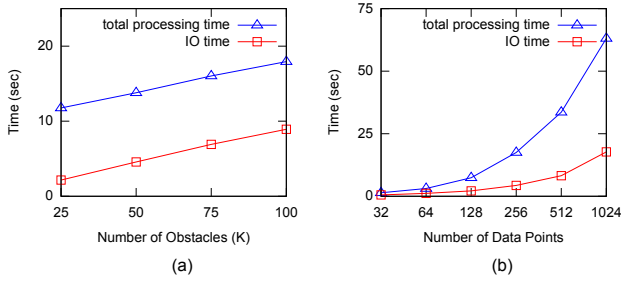 total processing time
IO time
Time (sec)
20
10
0
25 50 75 100
Number of Obstacles (K)
(a)
total processing time
IO time
Time (sec)
75
50
25
0
32 64 128 256 512 1024
Number of Data Points
(b)